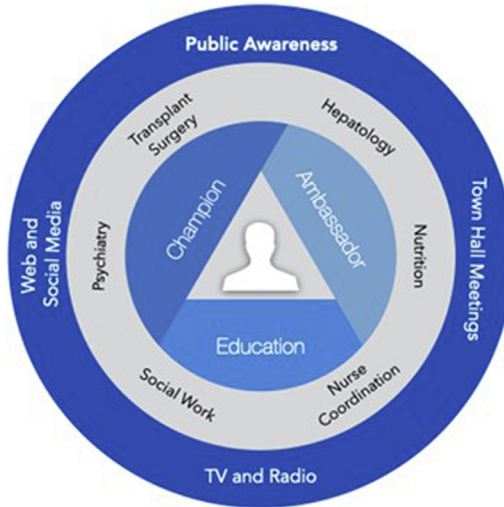 Public Awareness
Transplant
Surgery
Hepatology
Champion
Ambassador
Web and
Social Media
Psychiatry
Nutrition
Town Hall Meetings
Education
Social Work
Nurse
Coordination
TV and Radio